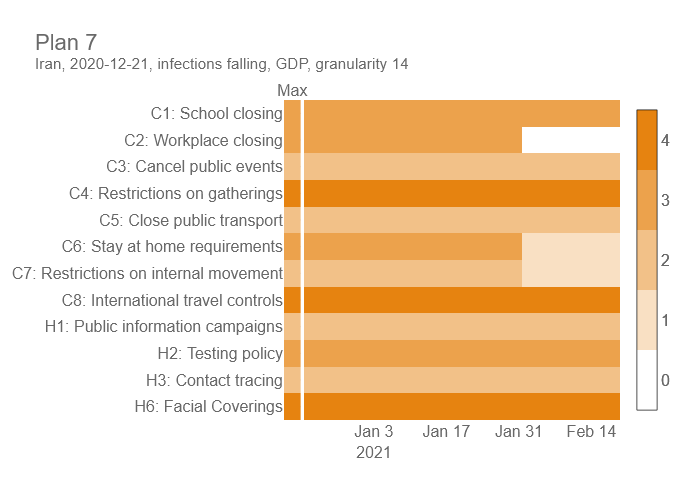 Plan 7
Iran, 2020-12-21, infections falling, GDP, granularity 14
Max
C1: School closing
C2: Workplace closing
C3: Cancel public events
C4: Restrictions on gatherings
C5: Close public transport
C6: Stay at home requirements
C7: Restrictions on internal movement
C8: International travel controls
H1: Public information campaigns
H2: Testing policy
H3: Contact tracing
H6: Facial Coverings
Jan 3 Jan 17 Jan 31 Feb 14
2021
4
3
2
1
0